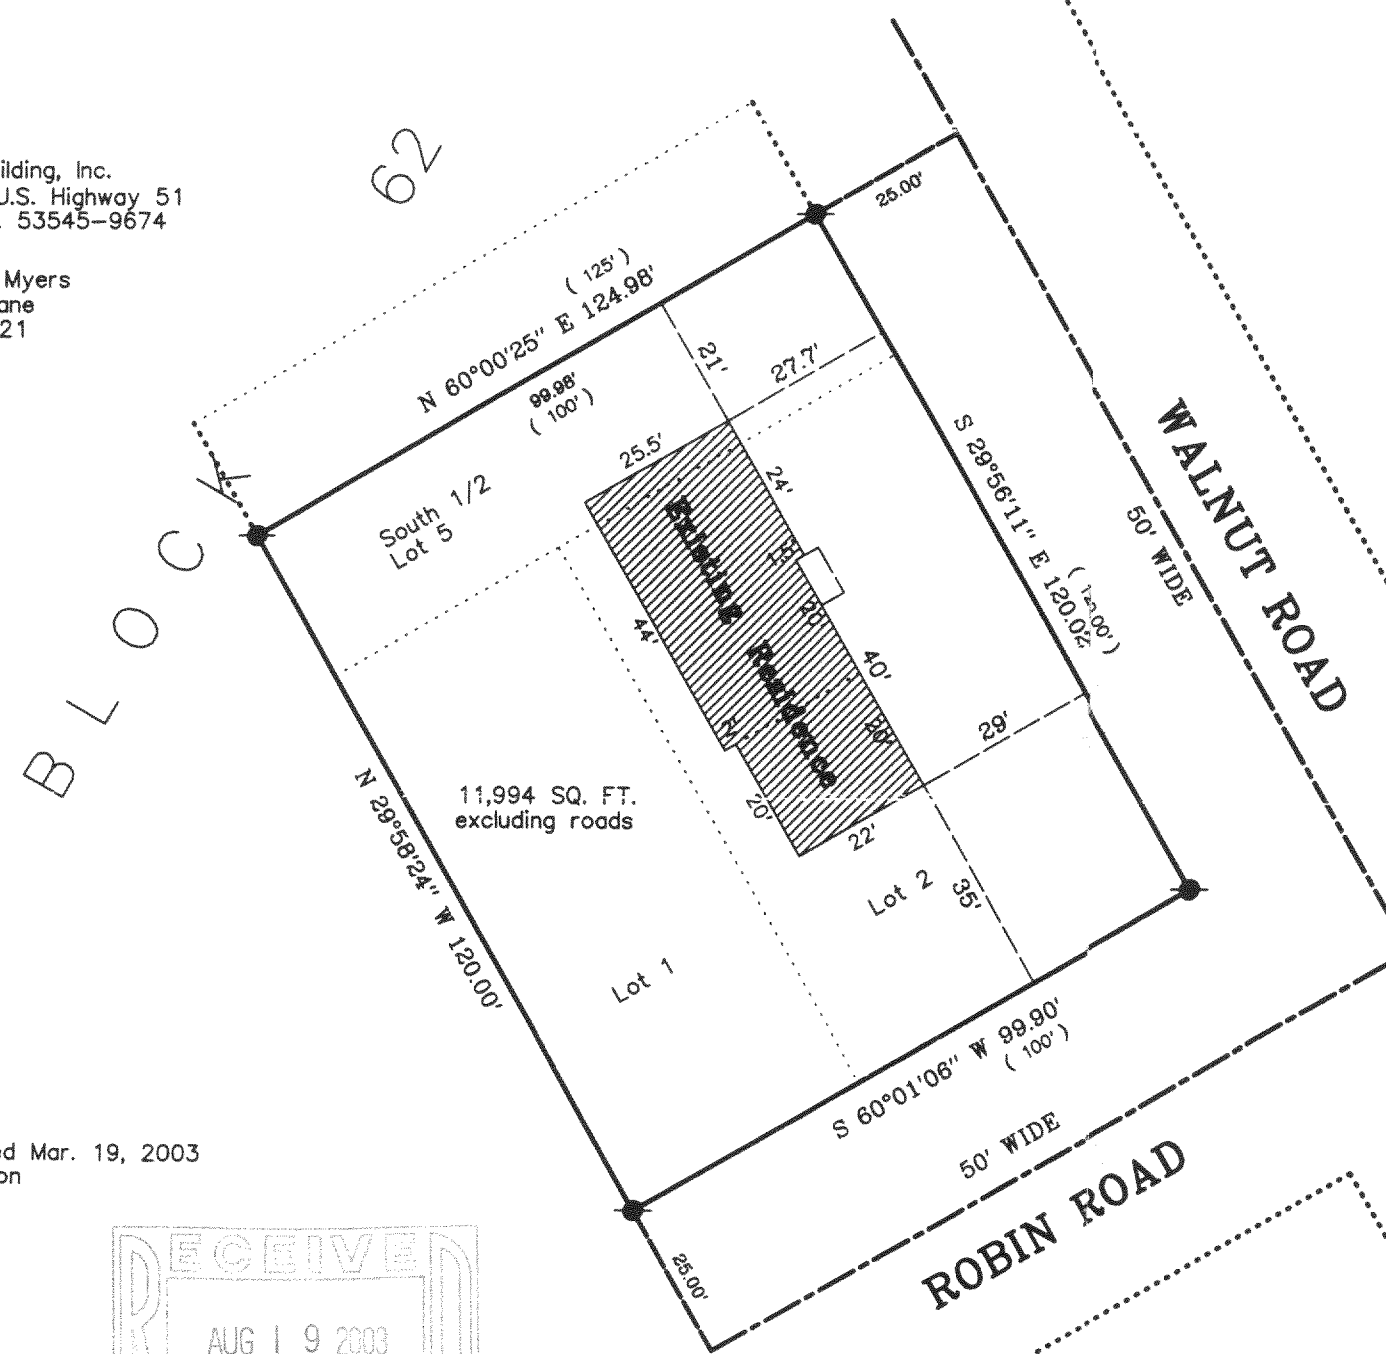 ilding, Inc.
U.S. Highway 51
53545-9674
Myers
ane
21
62
BLOCK
25.00'
( 125' )
N 60°00'25" E 124.98'
99.98'
( 100' )
21'
27.7'
25.5'
24'
South 1/2
Lot 5
S 29°56'11" E 120.02'
( 120.00' )
WALNUT ROAD
50' WIDE
Existing Residence
44'
40'
20'
29'
20'
22'
35'
11,994 SQ. FT.
excluding roads
N 29°58'24" W 120.00'
Lot 2
Lot 1
S 60°01'06" W 99.90'
( 100' )
50' WIDE
ROBIN ROAD
25.00'
ed Mar. 19, 2003
on
RECEIVED
AUG 19 2003